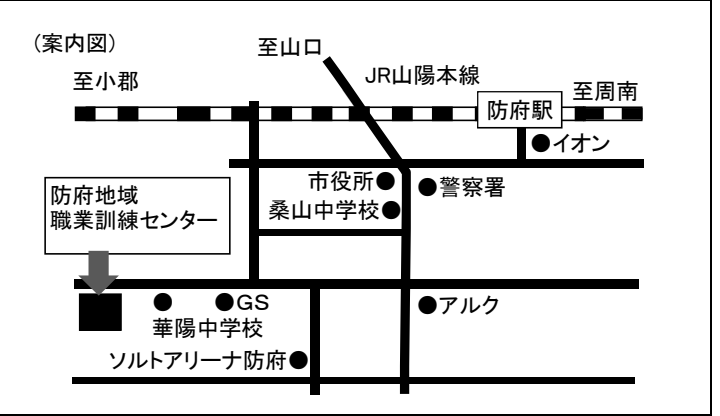 (案内図)
至山口
至小郡
JR山陽本線
至周南
防府駅
●イオン
市役所●
●警察署
桑山中学校●
防府地域
職業訓練センター
●GS
●アルク
華陽中学校
ソルトアリーナ防府●